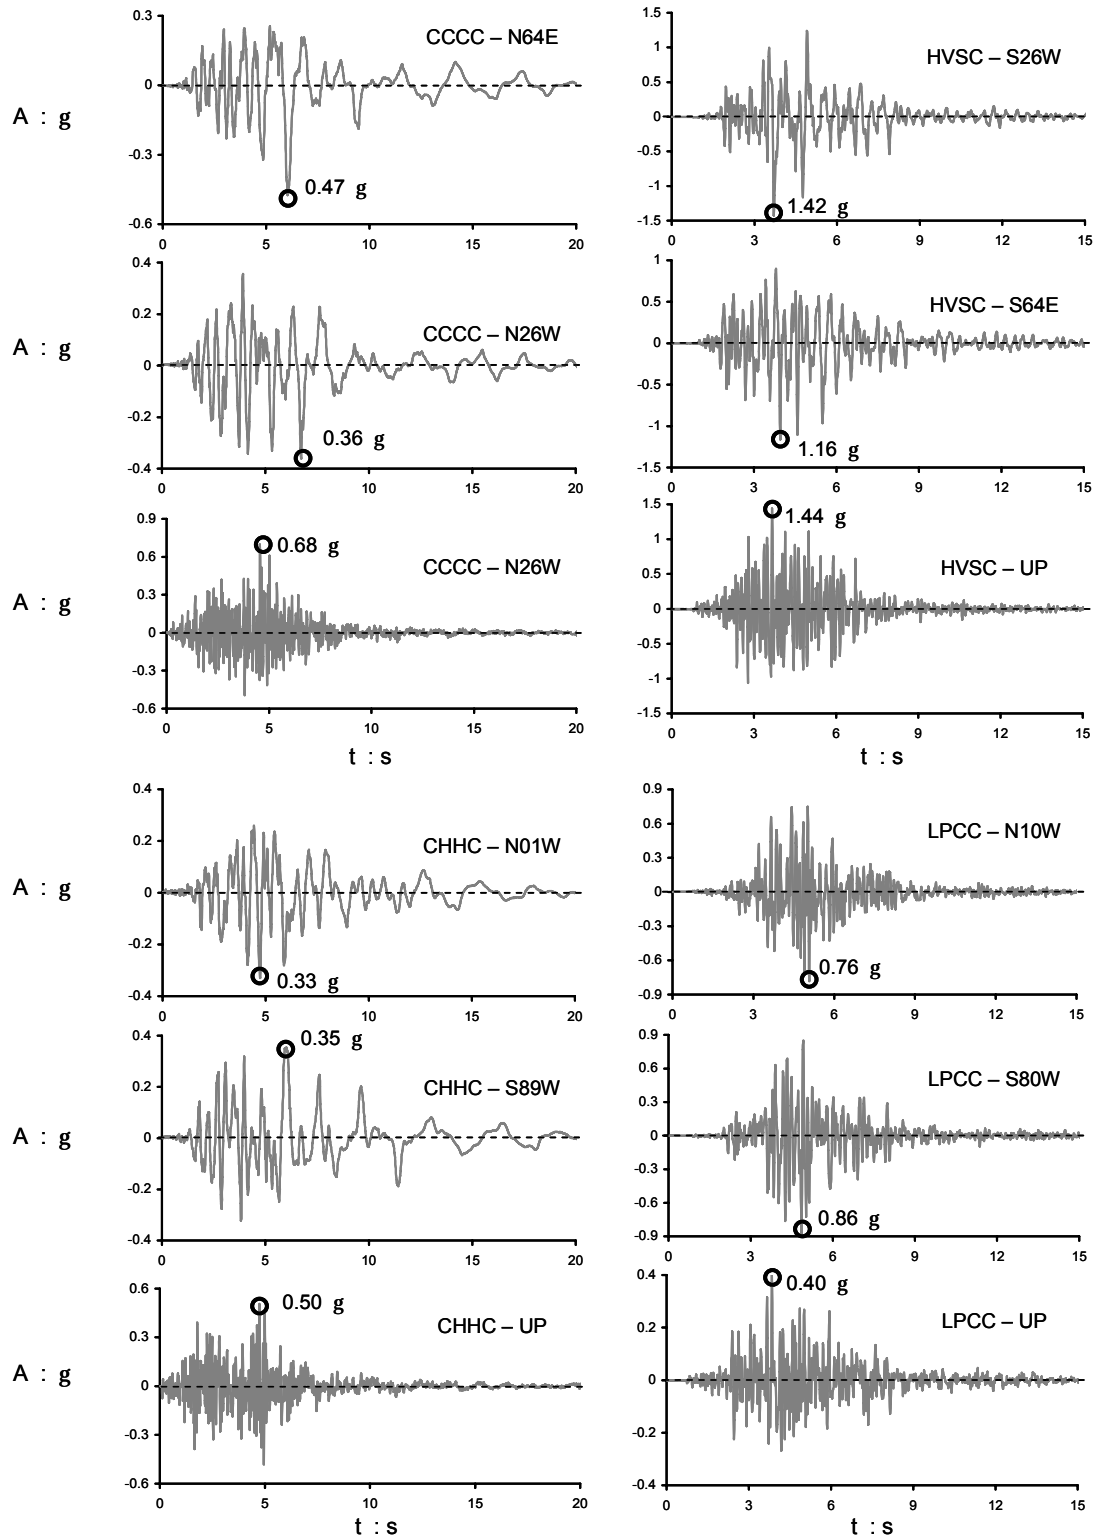 0.3
0
-0.3
-0.6
A : g
CCCC – N64E
0.47 g
0 5 10 15 20
1.5
1
0.5
0
-0.5
-1
-1.5
HVSC – S26W
1.42 g
0 3 6 9 12 15
0.4
0.2
0
-0.2
-0.4
A : g
CCCC – N26W
0.36 g
0 5 10 15 20
1
0.5
0
-0.5
-1
-1.5
HVSC – S64E
1.16 g
0 3 6 9 12 15
0.9
0.6
0.3
0
-0.3
-0.6
A : g
0.68 g
CCCC – N26W
0 5 10 15 20
t : s
1.5
1
0.5
0
-0.5
-1
-1.5
1.44 g
HVSC – UP
0 3 6 9 12 15
t : s
0.4
0.2
0
-0.2
-0.4
A : g
CHHC – N01W
0.33 g
0 5 10 15 20
0.9
0.6
0.3
0
-0.3
-0.6
-0.9
LPCC – N10W
0.76 g
0 3 6 9 12 15
0.4
0.2
0
-0.2
-0.4
A : g
0.35 g
CHHC – S89W
0 5 10 15 20
0.9
0.6
0.3
0
-0.3
-0.6
-0.9
LPCC – S80W
0.86 g
0 3 6 9 12 15
0.6
0.3
0
-0.3
-0.6
A : g
0.50 g
CHHC – UP
0 5 10 15 20
t : s
0.4
0.2
0
-0.2
-0.4
0.40 g
LPCC – UP
0 3 6 9 12 15
t : s